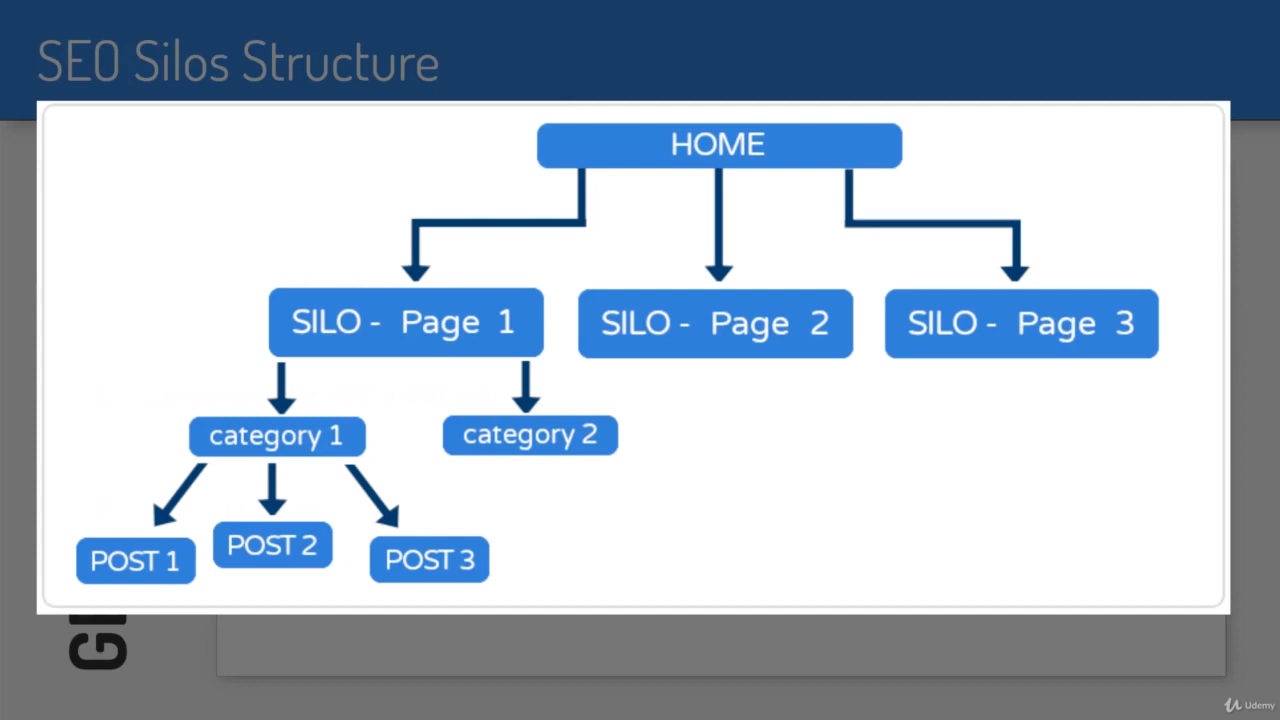 SEO Silos Structure
HOME
SILO - Page 1
SILO - Page 2
SILO - Page 3
category 1
category 2
POST 1
POST 2
POST 3
Udemy